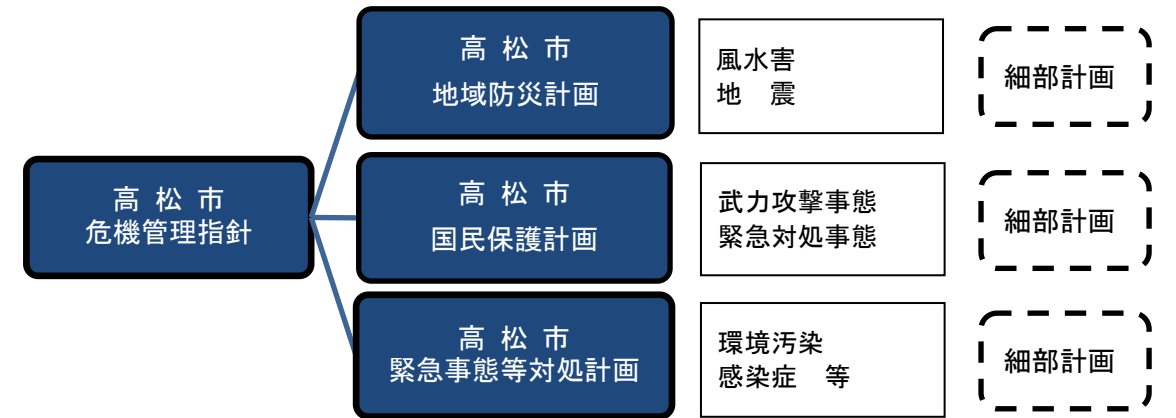 高 松 市
地域防災計画
風水害
地　震
細部計画
高 松 市
危機管理指針
高 松 市
国民保護計画
武力攻撃事態
緊急対処事態
細部計画
高 松 市
緊急事態等対処計画
環境汚染
感染症　等
細部計画